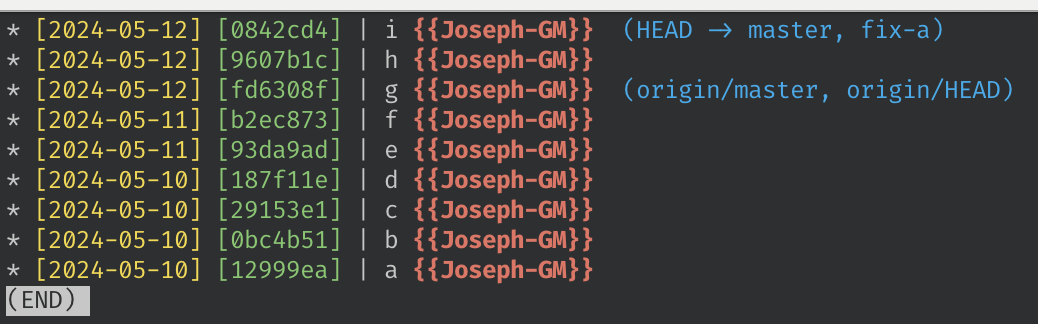 * [2024-05-12] [0842cd4] | i {{Joseph-GM}}  (HEAD -> master, fix-a)
* [2024-05-12] [9607b1c] | h {{Joseph-GM}}
* [2024-05-12] [fd6308f] | g {{Joseph-GM}}  (origin/master, origin/HEAD)
* [2024-05-11] [b2ec873] | f {{Joseph-GM}}
* [2024-05-11] [93da9ad] | e {{Joseph-GM}}
* [2024-05-10] [187f11e] | d {{Joseph-GM}}
* [2024-05-10] [29153e1] | c {{Joseph-GM}}
* [2024-05-10] [0bc4b51] | b {{Joseph-GM}}
* [2024-05-10] [12999ea] | a {{Joseph-GM}}
(END)